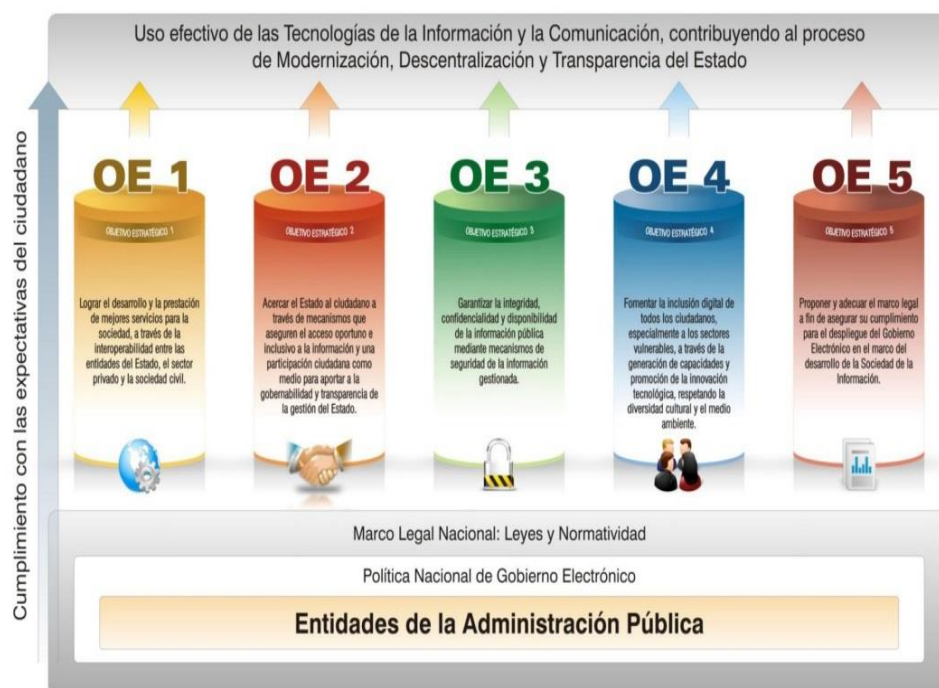 Uso efectivo de las Tecnologías de la Información y la Comunicación, contribuyendo al proceso
de Modernización, Descentralización y Transparencia del Estado
Cumplimiento con las expectativas del ciudadano
OE 1
OBJETIVO ESTRATÉGICO 1
Lograr el desarrollo y la prestación
de mejores servicios para la
sociedad, a través de la
interoperabilidad entre las
entidades del Estado, el sector
privado y la sociedad civil.
OE 2
OBJETIVO ESTRATÉGICO 2
Acercar el Estado al ciudadano a
través de mecanismos que
aseguren el acceso oportuno e
inclusivo a la información y una
participación ciudadana como
medio para aportar a la
gobernabilidad y transparencia de
la gestión del Estado.
OE 3
OBJETIVO ESTRATÉGICO 3
Garantizar la integridad,
confidencialidad y disponibilidad
de la información pública
mediante mecanismos de
seguridad de la información
gestionada.
OE 4
OBJETIVO ESTRATÉGICO 4
Fomentar la inclusión digital de
todos los ciudadanos,
especialmente a los sectores
vulnerables, a través de la
generación de capacidades y
promoción de la innovación
tecnológica, respetando la
diversidad cultural y el medio
ambiente.
OE 5
OBJETIVO ESTRATÉGICO 5
Proponer y adecuar el marco legal
a fin de asegurar su cumplimiento
para el despliegue del Gobierno
Electrónico en el marco del
desarrollo de la Sociedad de la
Información.
Marco Legal Nacional: Leyes y Normatividad
Política Nacional de Gobierno Electrónico
Entidades de la Administración Pública